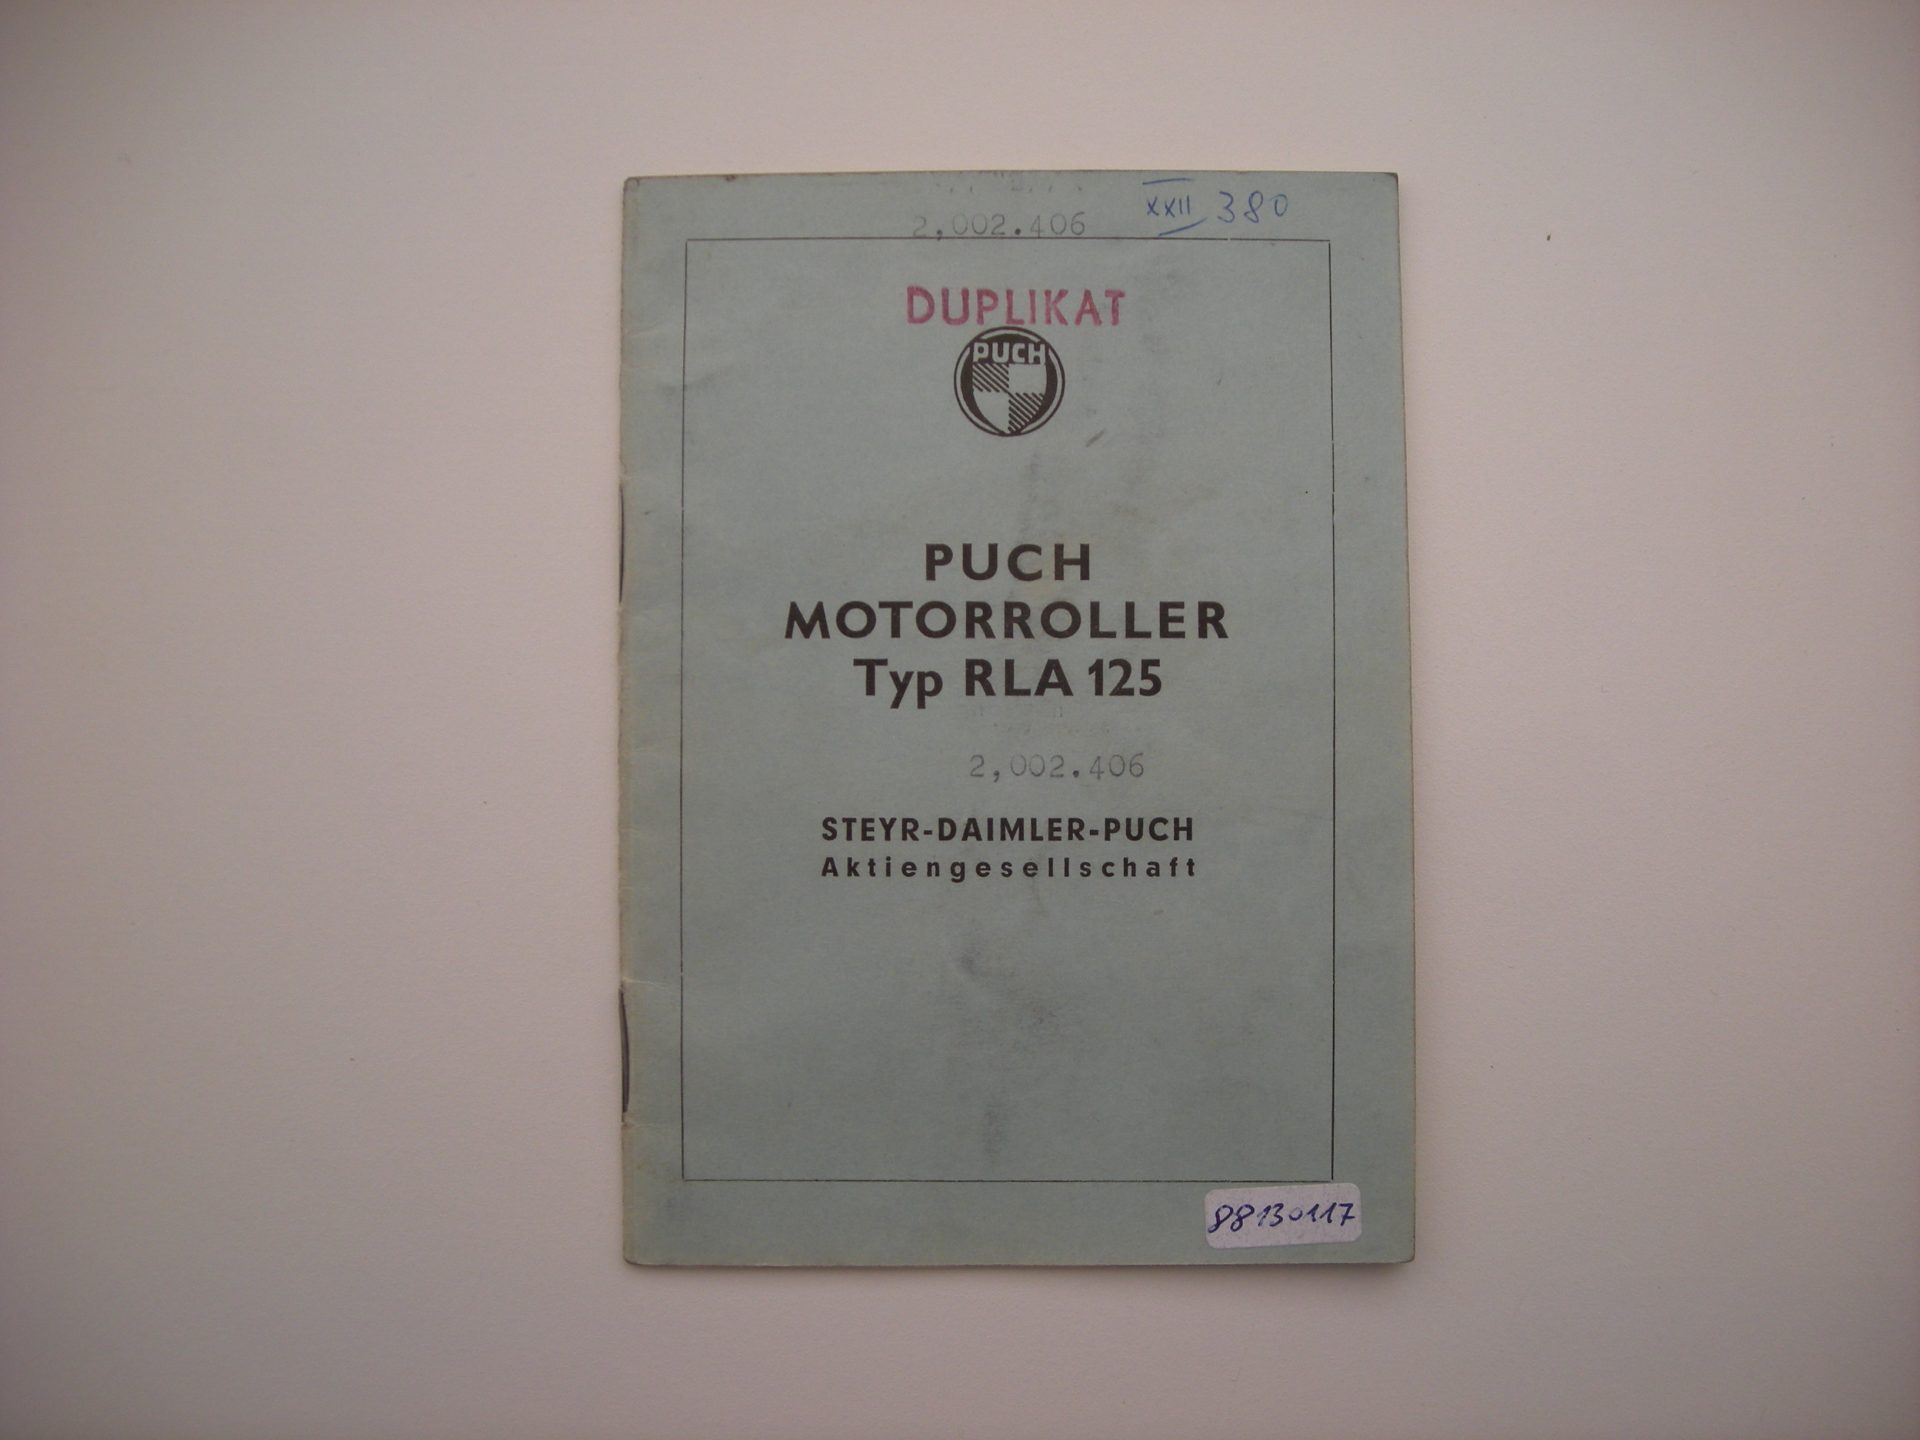 2,002.406
XXII 380
DUPLIKAT
PUCH
PUCH
MOTORROLLER
Typ RLA 125
2,002.406
STEYR-DAIMLER-PUCH
Aktiengesellschaft
88130117